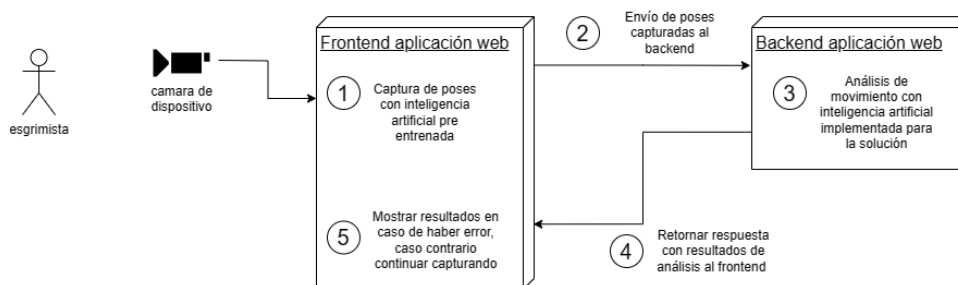 esgrimista
camara de
dispositivo
Frontend aplicación web
1
Captura de poses
con inteligencia
artificial pre
entrenada
5
Mostrar resultados en
caso de haber error,
caso contrario
continuar capturando
2
Envío de poses
capturadas al
backend
Backend aplicación web
3
Análisis de
movimiento con
inteligencia artificial
implementada para
la solución
4
Retornar respuesta
con resultados de
análisis al frontend